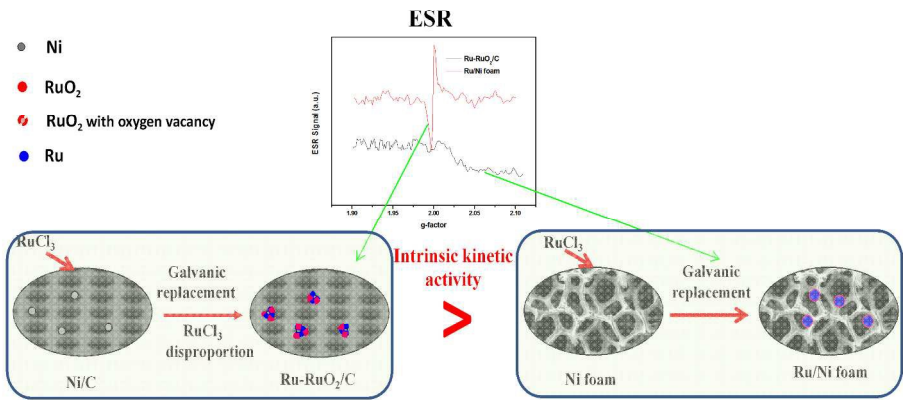 ESR
Ni
RuO₂
RuO₂ with oxygen vacancy
Ru
ESR Signal (a.u.)
Ru-RuO₂/C
Ru/Ni foam
1.90 1.95 2.00 2.05 2.10
g-factor
RuCl₃
Galvanic
replacement
RuCl₃
disproportion
Ni/C
Ru-RuO₂/C
Intrinsic kinetic
activity
>
RuCl₃
Galvanic
replacement
Ni foam
Ru/Ni foam